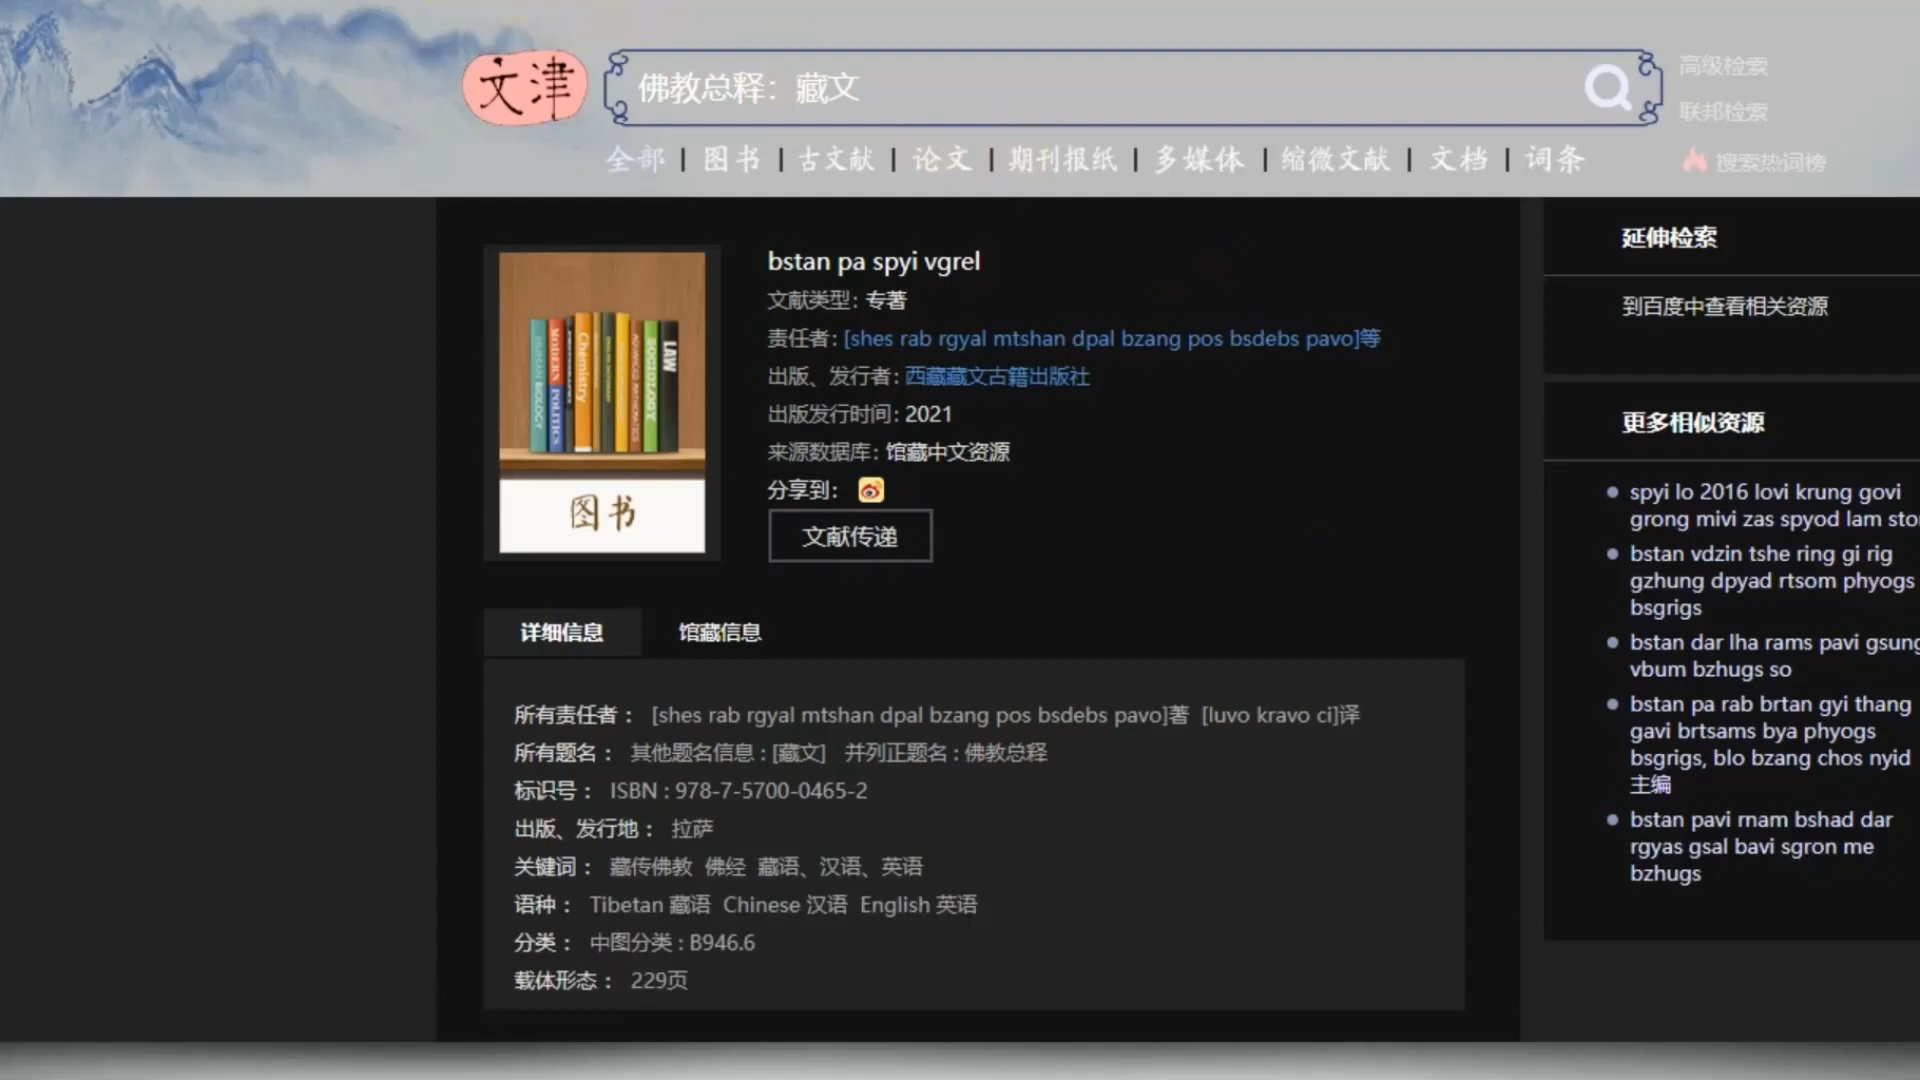 文津
佛教总释：藏文
高级检索
联邦检索
全部 | 图书 | 古文献 | 论文 | 期刊报纸 | 多媒体 | 缩微文献 | 文档 | 词条
搜索热词榜
bstan pa spyi vgrel
文献类型：专著
责任者：[shes rab rgyal mtshan dpal bzang pos bsdebs pavo]等
出版、发行者：西藏藏文古籍出版社
出版发行时间：2021
来源数据库：馆藏中文资源
分享到：
文献传递
HUMAN BIOLOGY
MODERN POLITICS
Chemistry
ADVANCED MATHEMATICS
SOCIOLOGY
LAW
图书
详细信息 馆藏信息
所有责任者： [shes rab rgyal mtshan dpal bzang pos bsdebs pavo]著 [luvo kravo ci]译
所有题名： 其他题名信息 : [藏文] 并列正题名 : 佛教总释
标识号： ISBN : 978-7-5700-0465-2
出版、发行地： 拉萨
关键词： 藏传佛教 佛经 藏语、汉语、英语
语种： Tibetan 藏语 Chinese 汉语 English 英语
分类： 中图分类 : B946.6
载体形态： 229页
延伸检索
到百度中查看相关资源
更多相似资源
spyi lo 2016 lovi krung govi
grong mivi zas spyod lam
bstan vdzin tshe ring gi rig
gzhung dpyad rtsom phyogs
bsgrigs
bstan dar lha rams pavi gsung
vbum bzhugs so
bstan pa rab brtan gyi thang
gavi brtsams bya phyogs
bsgrigs, blo bzang chos nyid
主编
bstan pavi rnam bshad dar
rgyas gsal bavi sgron me
bzhugs